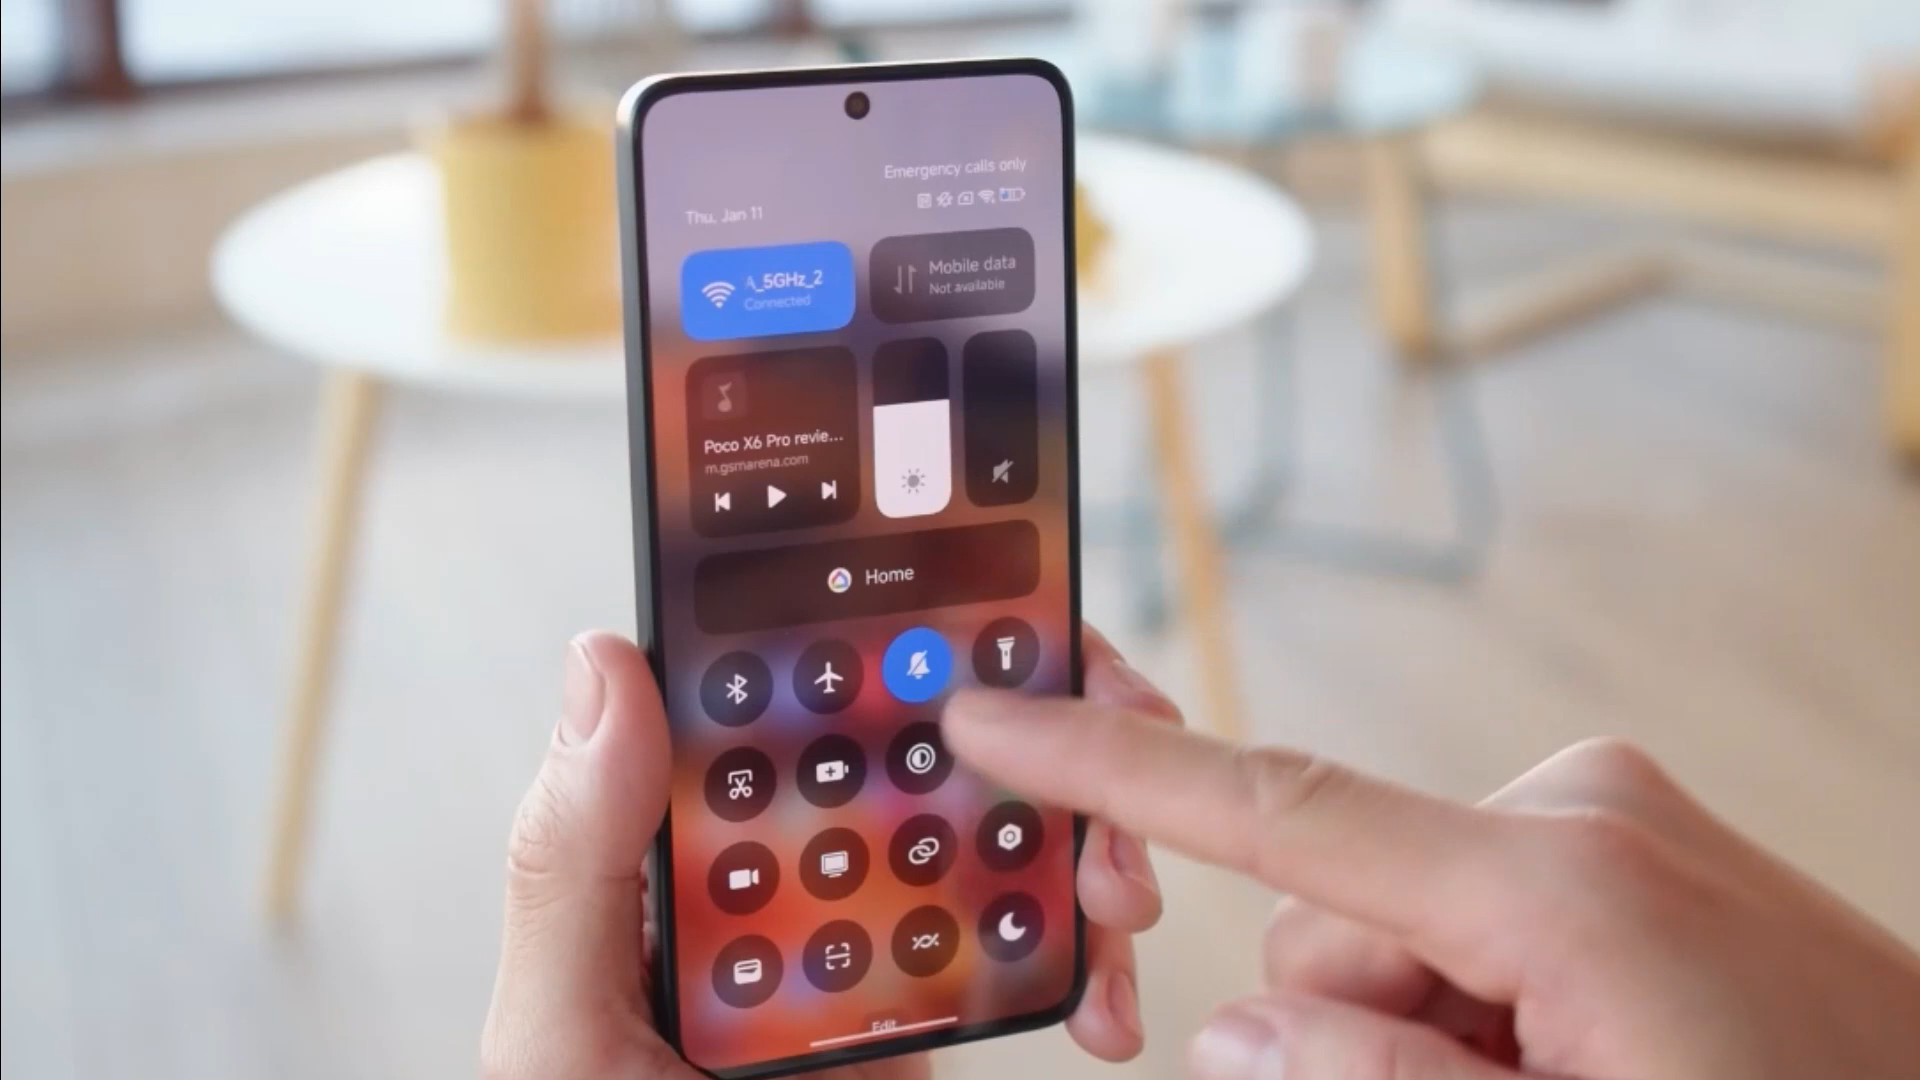 Emergency calls only
Thu, Jan 11
A_5GHz_2
Connected
Mobile data
Not available
Poco X6 Pro revie...
m.gsmarena.com
Home
Edit